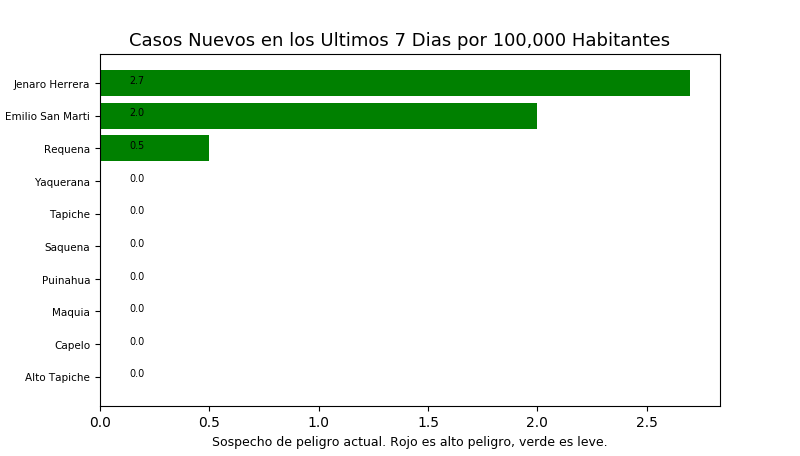 Casos Nuevos en los Ultimos 7 Dias por 100,000 Habitantes
Jenaro Herrera 2.7
Emilio San Marti 2.0
Requena 0.5
Yaquerana 0.0
Tapiche 0.0
Saquena 0.0
Puinahua 0.0
Maquia 0.0
Capelo 0.0
Alto Tapiche 0.0
0.0 0.5 1.0 1.5 2.0 2.5
Sospecho de peligro actual. Rojo es alto peligro, verde es leve.